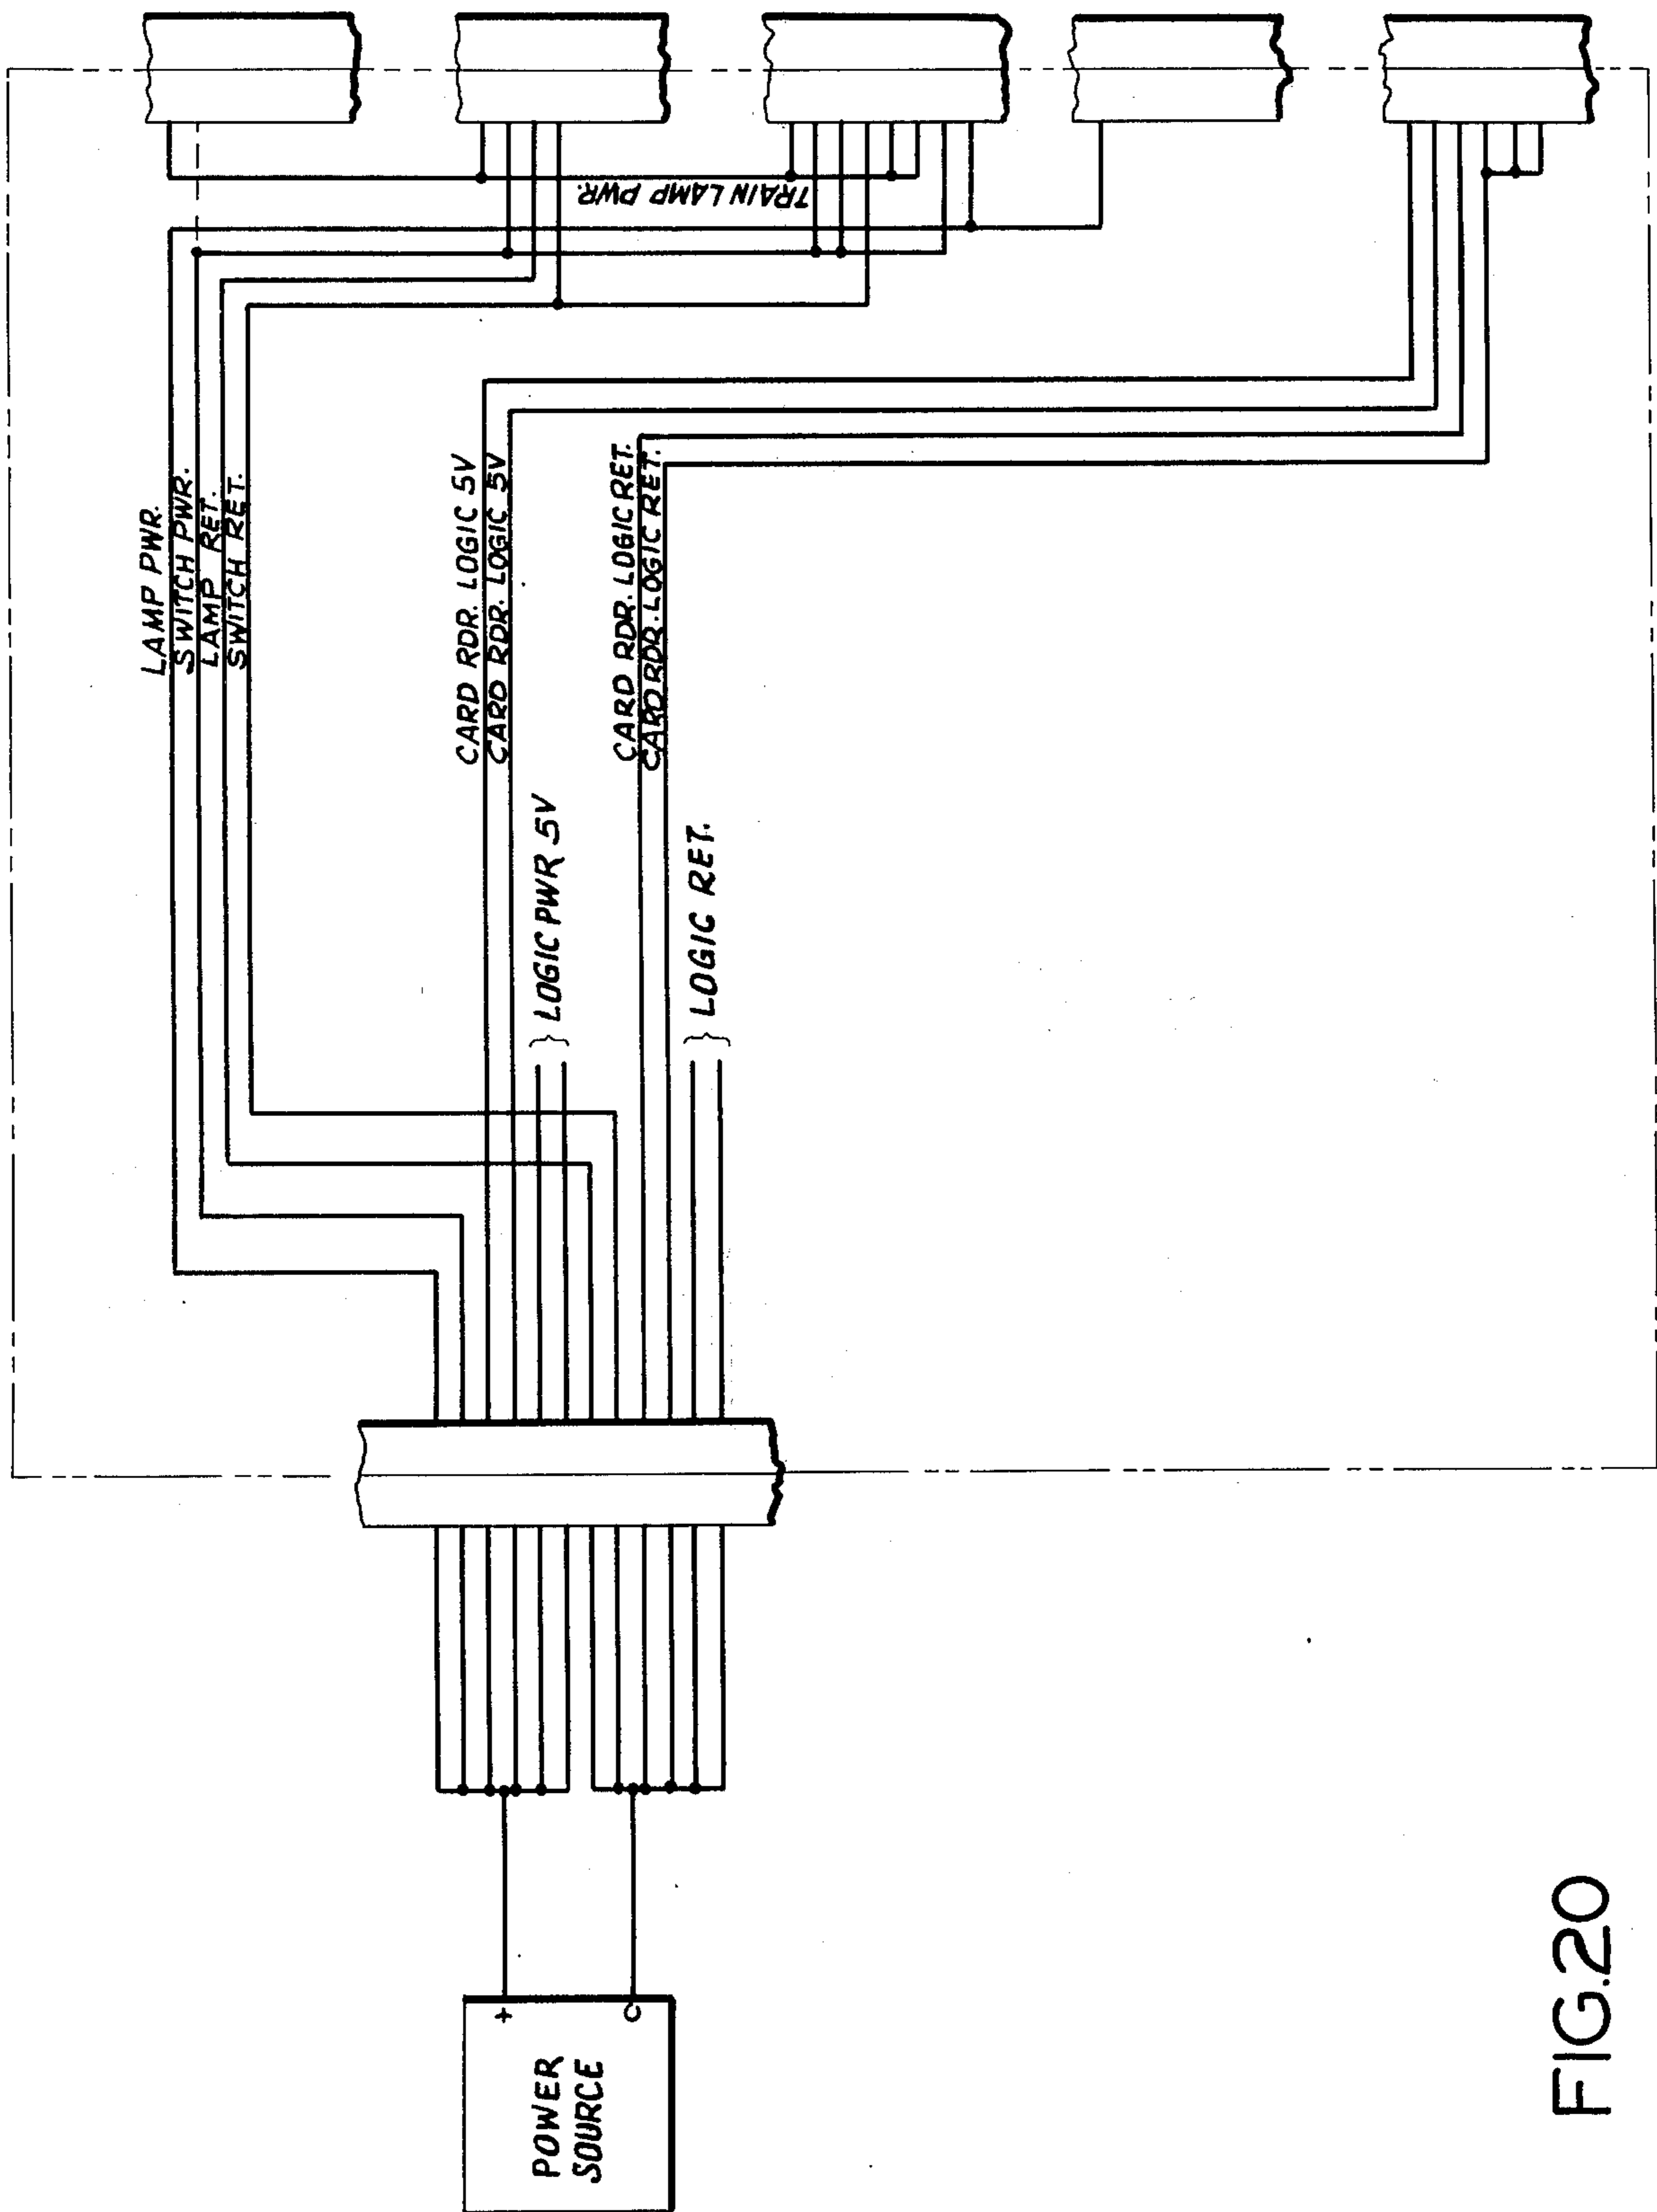 LAMP PWR.
SWITCH PWR.
LAMP RET.
SWITCH RET.
TRAIN LAMP PWR.
CARD RDR. LOGIC 5V
CARD RDR. LOGIC 5V
LOGIC PWR 5V
CARD RDR. LOGIC RET.
CARD RDR. LOGIC RET.
LOGIC RET.
+
C
POWER
SOURCE
FIG.20